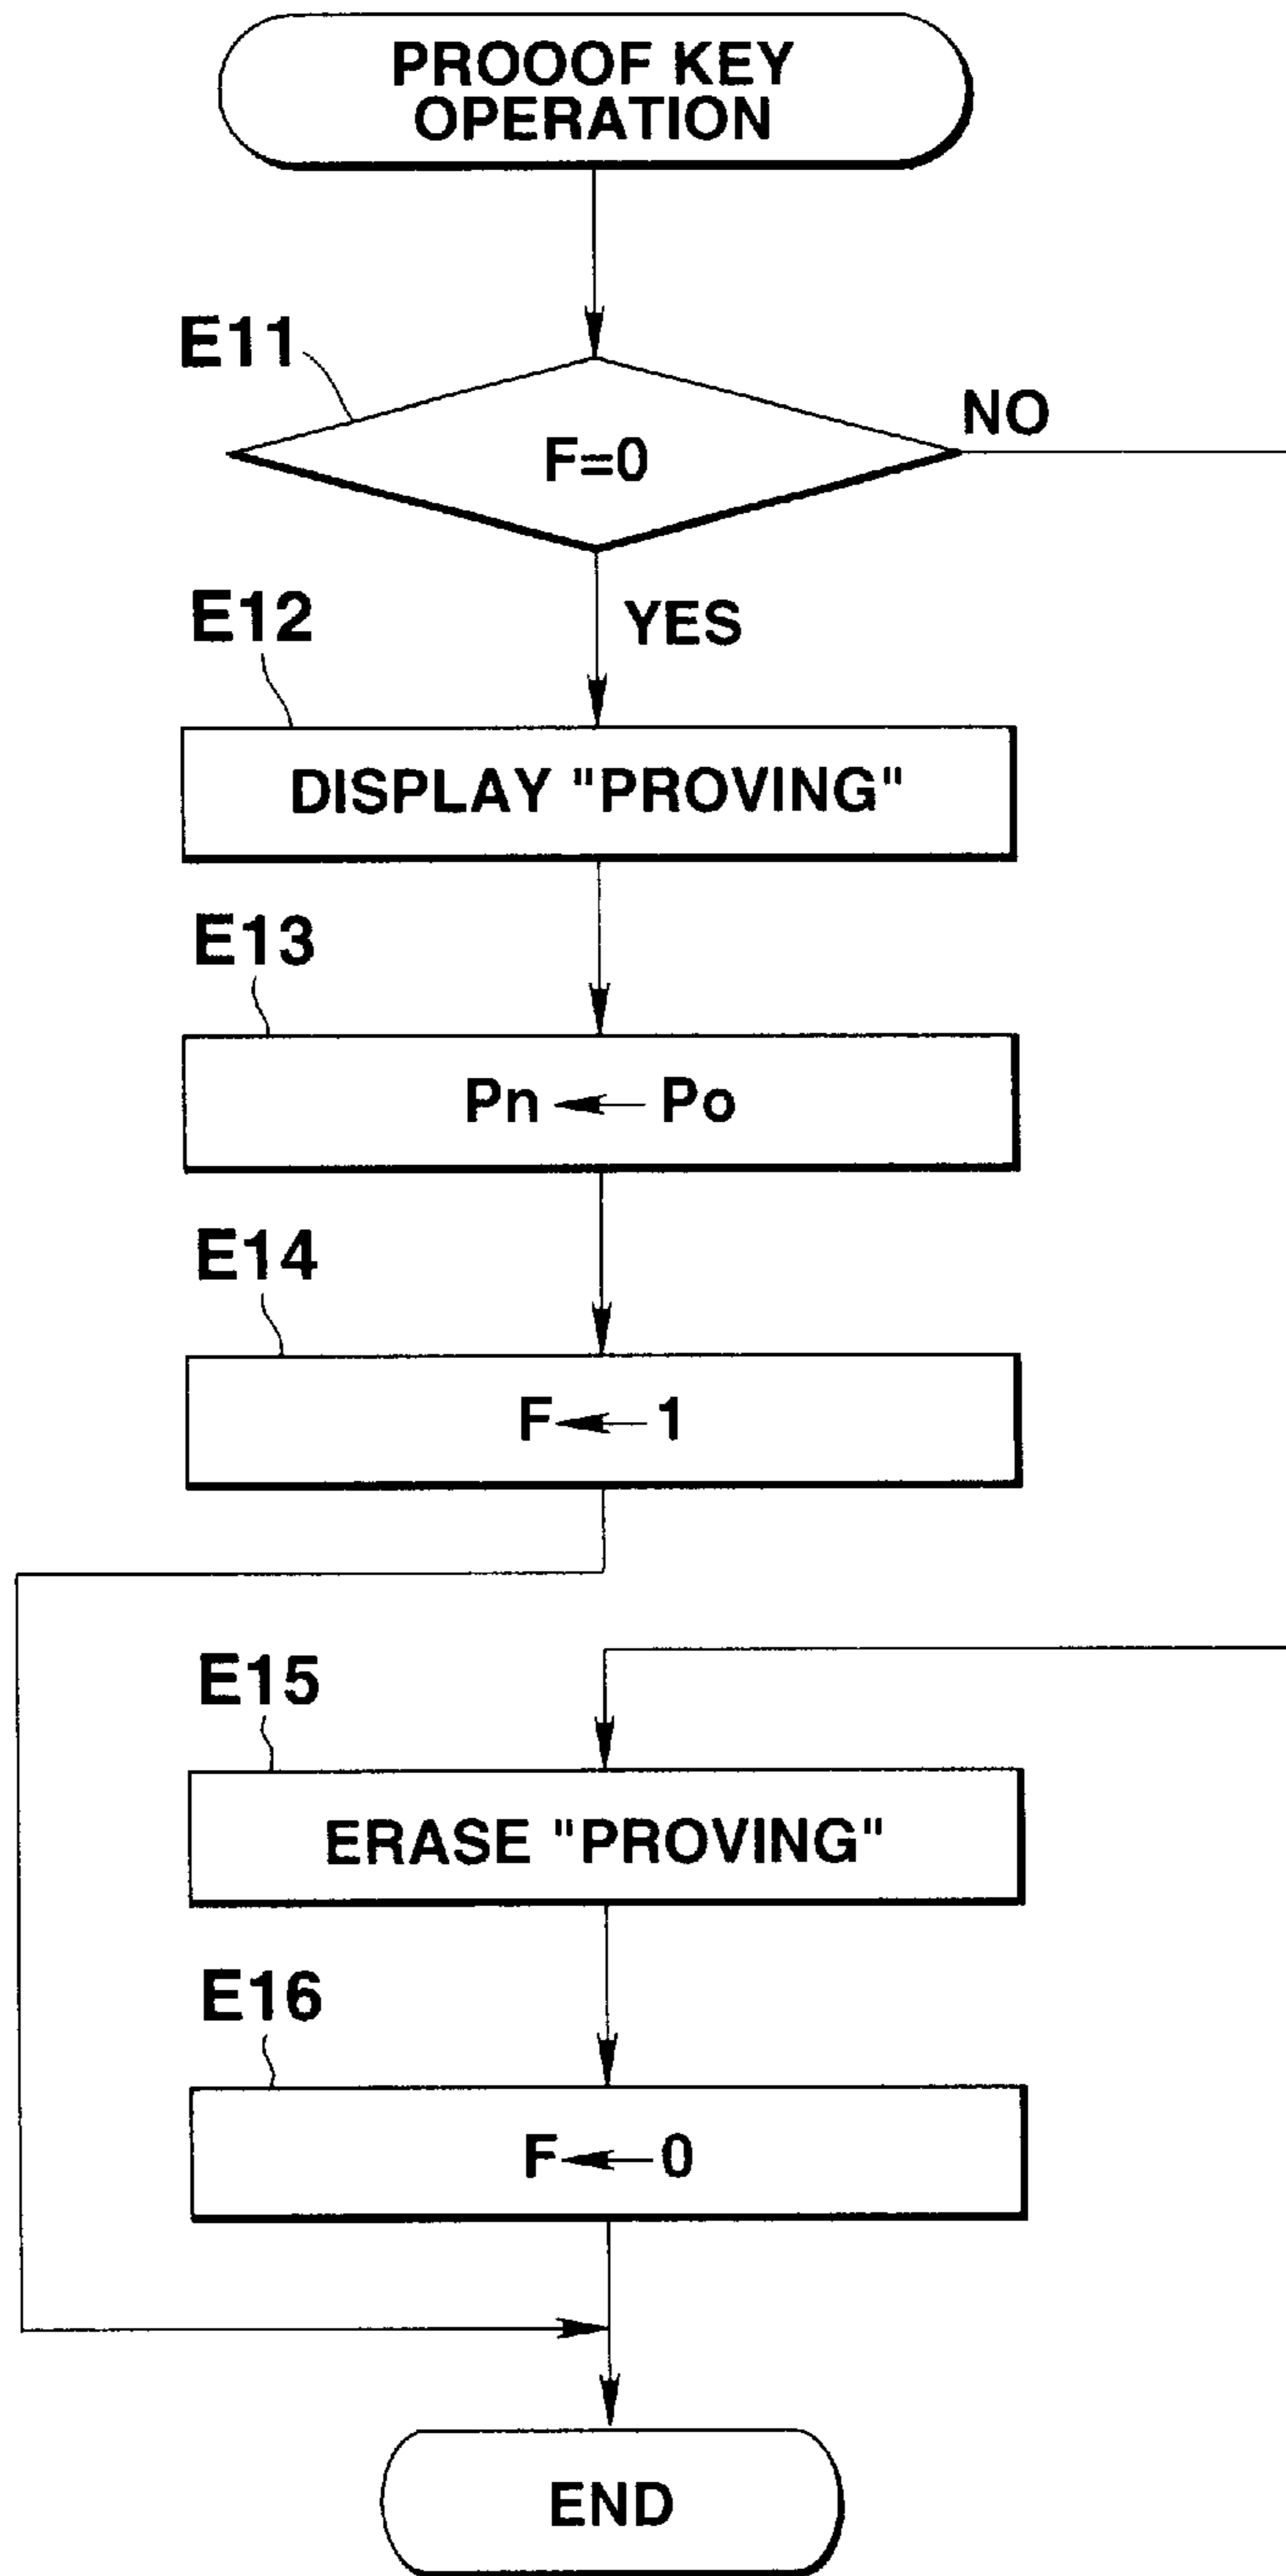 PROOOF KEY
OPERATION
E11
F=0
NO
YES
E12
DISPLAY "PROVING"
E13
Pn ← Po
E14
F ← 1
E15
ERASE "PROVING"
E16
F ← 0
END